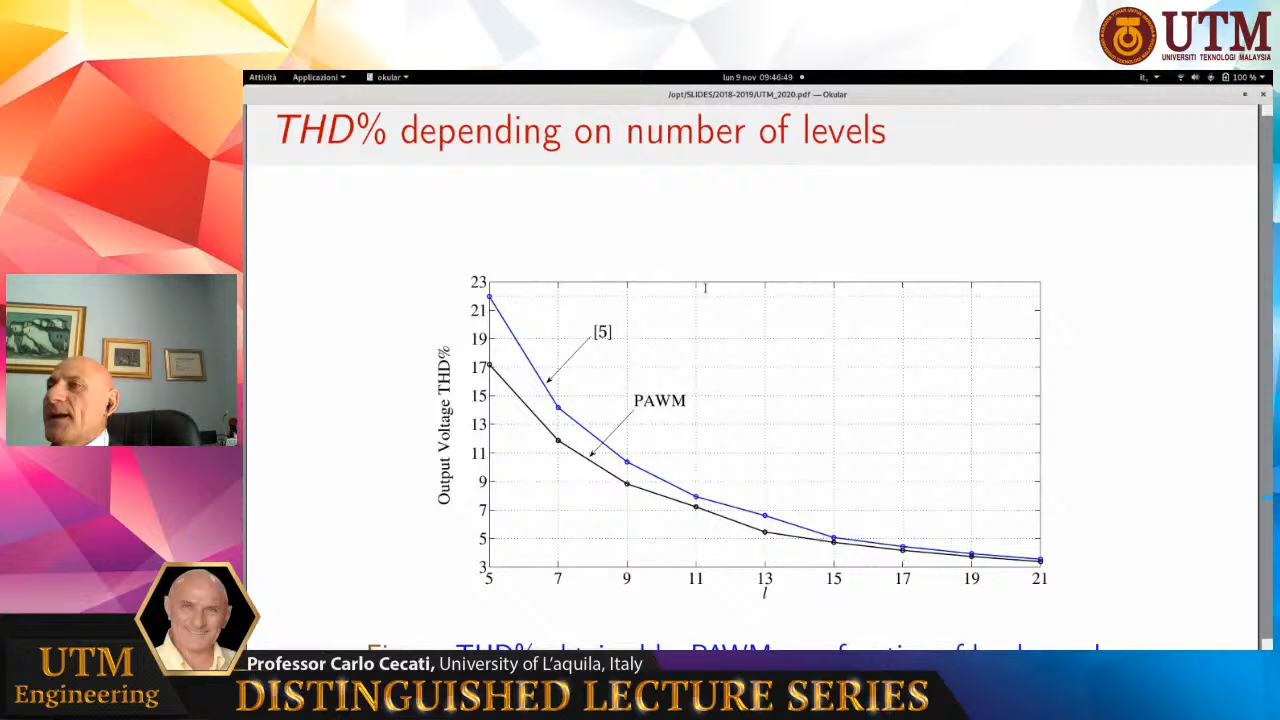 UTM
UNIVERSITI TEKNOLOGI MALAYSIA
Attività Applicazioni okular lun 9 nov 09:46:49 it, 100 %
/opt/SLIDES/2018-2019/UTM_2020.pdf — Okular
THD% depending on number of levels
23
21
19
17
15
13
11
9
7
5
3
Output Voltage THD%
[5]
PAWM
5 7 9 11 13 15 17 19 21
l
UTM
Engineering
Professor Carlo Cecati, University of L'aquila, Italy
DISTINGUISHED LECTURE SERIES